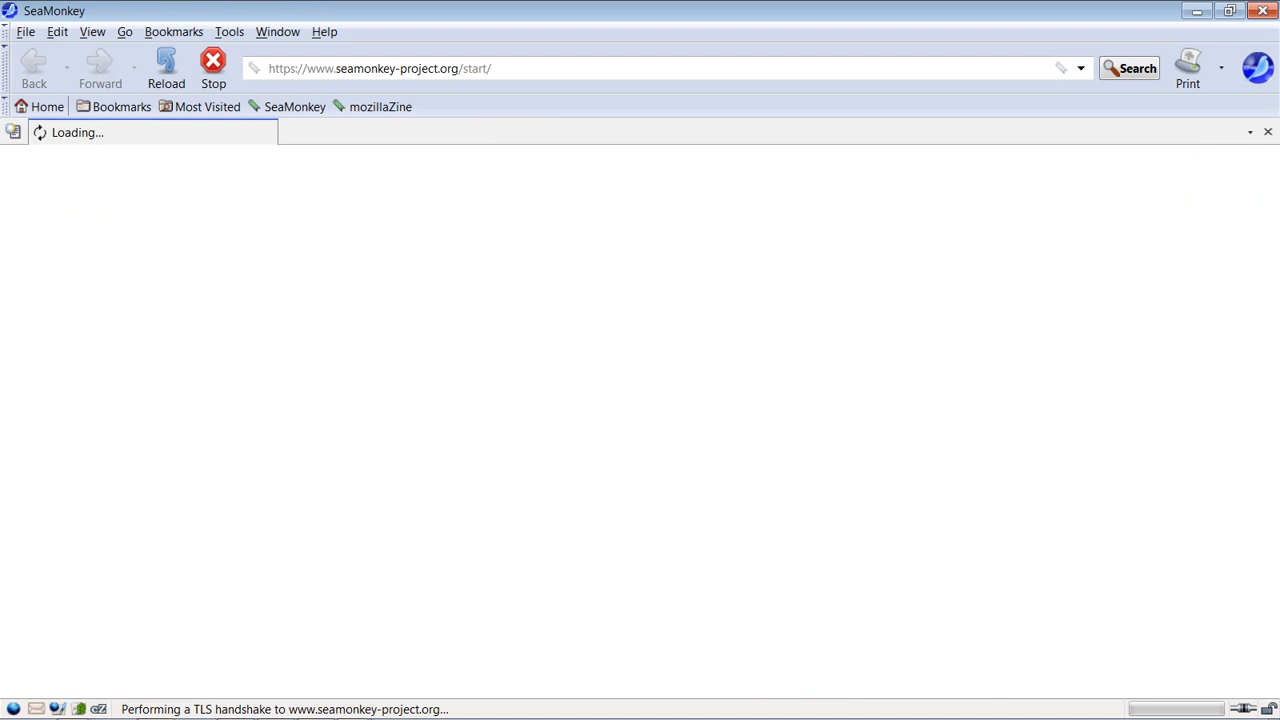 SeaMonkey
File Edit View Go Bookmarks Tools Window Help
Back Forward Reload Stop https://www.seamonkey-project.org/start/ Search Print
Home Bookmarks Most Visited SeaMonkey mozillaZine
Loading...
Performing a TLS handshake to www.seamonkey-project.org...